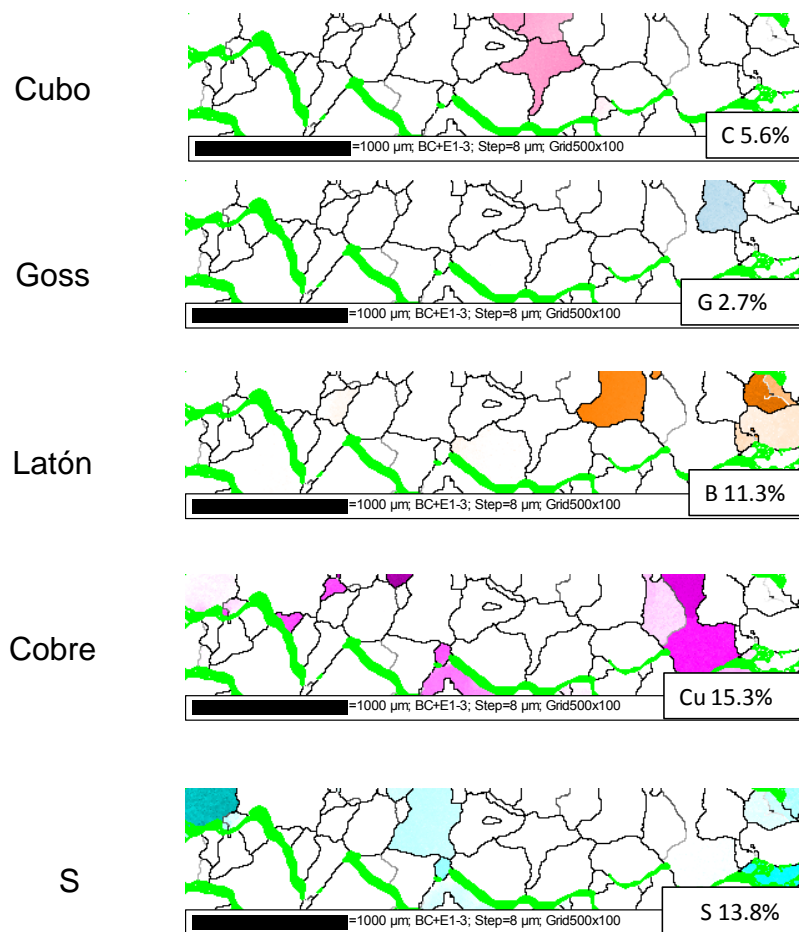 Cubo
=1000 µm; BC+E1-3; Step=8 µm; Grid500x100
C 5.6%
Goss
=1000 µm; BC+E1-3; Step=8 µm; Grid500x100
G 2.7%
Latón
=1000 µm; BC+E1-3; Step=8 µm; Grid500x100
B 11.3%
Cobre
=1000 µm; BC+E1-3; Step=8 µm; Grid500x100
Cu 15.3%
S
=1000 µm; BC+E1-3; Step=8 µm; Grid500x100
S 13.8%